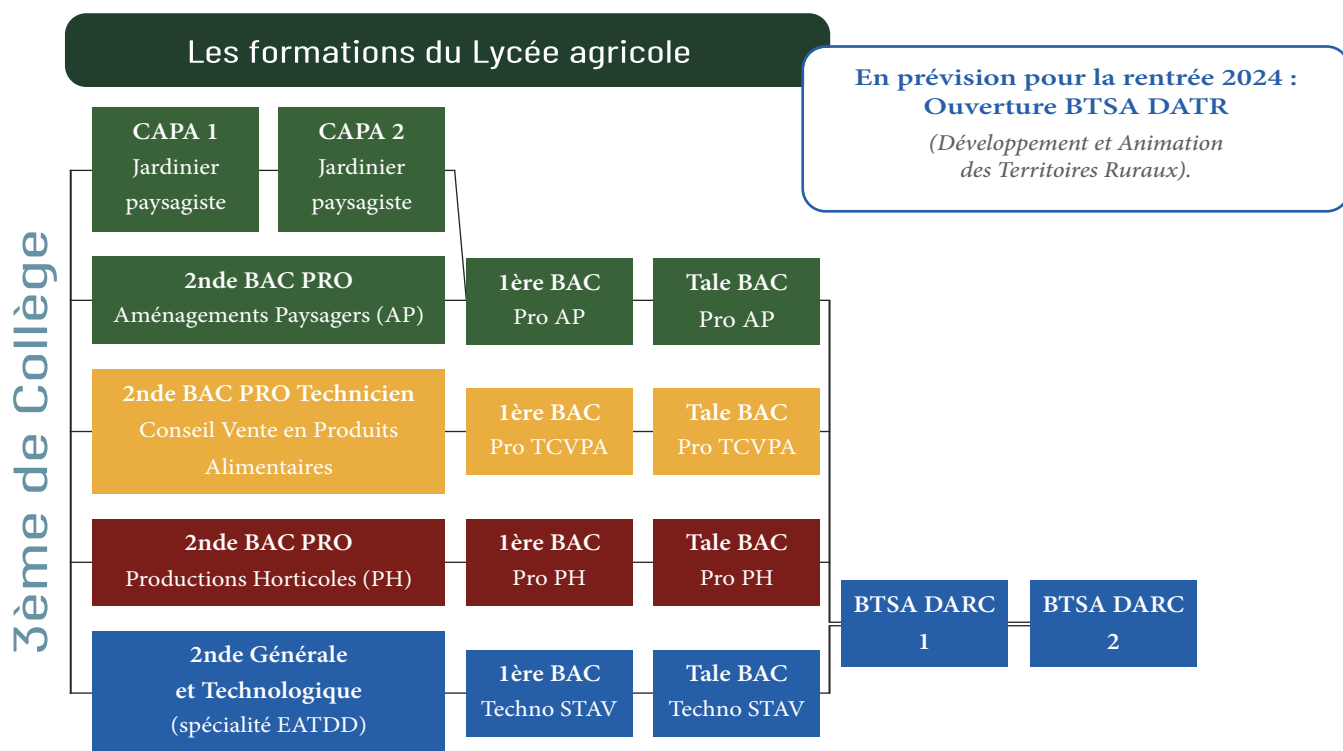 Les formations du Lycée agricole
En prévision pour la rentrée 2024 :
Ouverture BTSA DATR
(Développement et Animation
des Territoires Ruraux).
3ème de Collège
CAPA 1
Jardinier
paysagiste
CAPA 2
Jardinier
paysagiste
2nde BAC PRO
Aménagements Paysagers (AP)
1ère BAC
Pro AP
Tale BAC
Pro AP
2nde BAC PRO Technicien
Conseil Vente en Produits
Alimentaires
1ère BAC
Pro TCVPA
Tale BAC
Pro TCVPA
2nde BAC PRO
Productions Horticoles (PH)
1ère BAC
Pro PH
Tale BAC
Pro PH
2nde Générale
et Technologique
(spécialité EATDD)
1ère BAC
Techno STAV
Tale BAC
Techno STAV
BTSA DARC
1
BTSA DARC
2